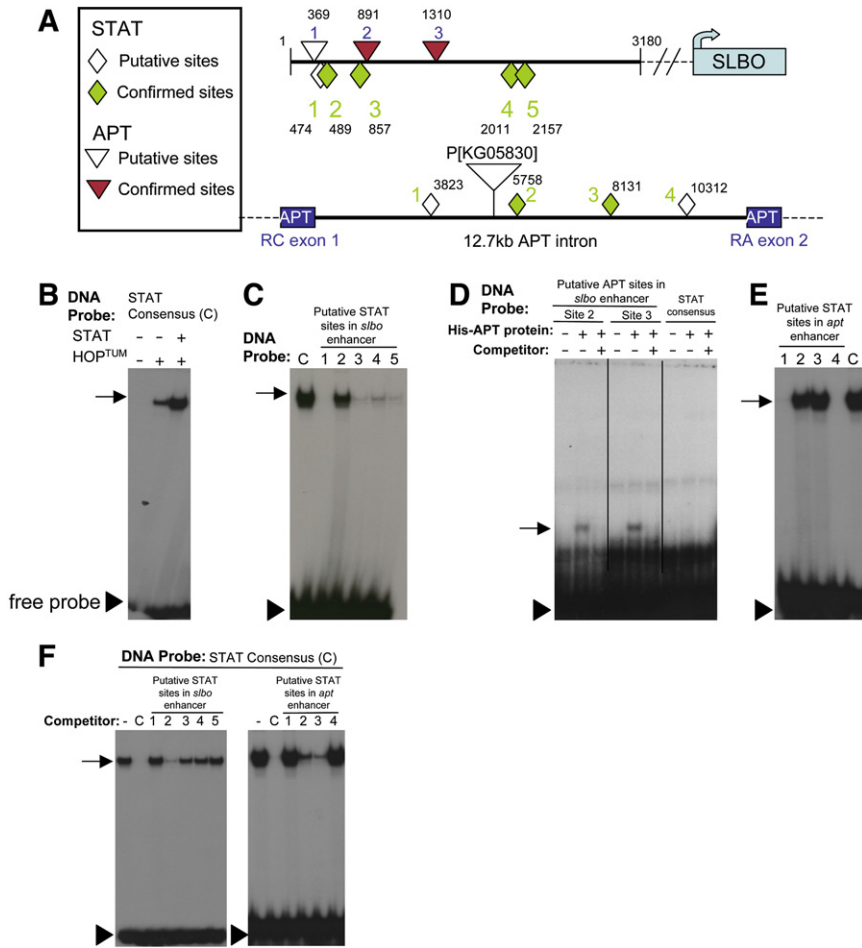 A
STAT
Putative sites
Confirmed sites
APT
Putative sites
Confirmed sites
369 891 1310
1 1 2 3 3180
SLBO
1 2 3 4 5
474 489 857 2011 2157
P[KG05830]
1 3823 5758 2 3 8131 4 10312
APT APT
RC exon 1 12.7kb APT intron RA exon 2
B
DNA Probe:
STAT Consensus (C)
STAT - - +
HOPTUM - + +
free probe
C
Putative STAT
sites in slbo
enhancer
DNA
Probe: C 1 2 3 4 5
D
DNA
Probe:
Putative APT sites in
slbo enhancer
Site 2 Site 3
STAT
consensus
His-APT protein: - + + - + + - + +
Competitor: - - + - - + - - +
E
Putative STAT
sites in apt
enhancer
1 2 3 4 C
F
DNA Probe: STAT Consensus (C)
Putative STAT
sites in slbo
enhancer
Putative STAT
sites in apt
enhancer
Competitor: - C 1 2 3 4 5 - C 1 2 3 4